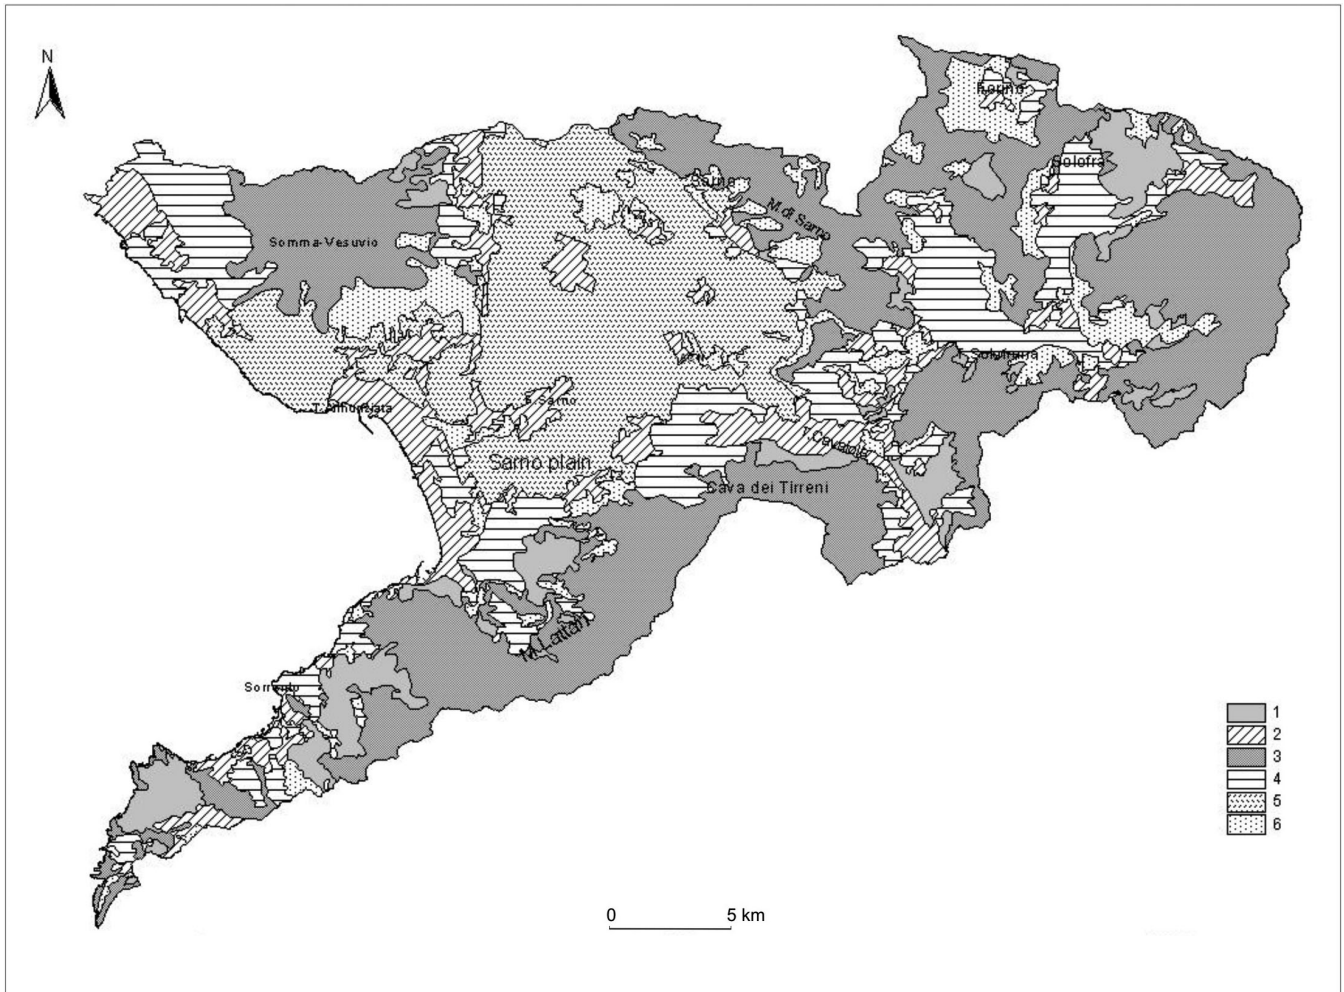 N
Forino
Solofra
Sarno
M. di Sarno
Somma-Vesuvio
T. Solofrana
T. Annunziata
F. Sarno
T. Cavaiola
Sarno plain
Cava dei Tirreni
M. Lattari
Sorrento
1
2
3
4
5
6
0 5 km